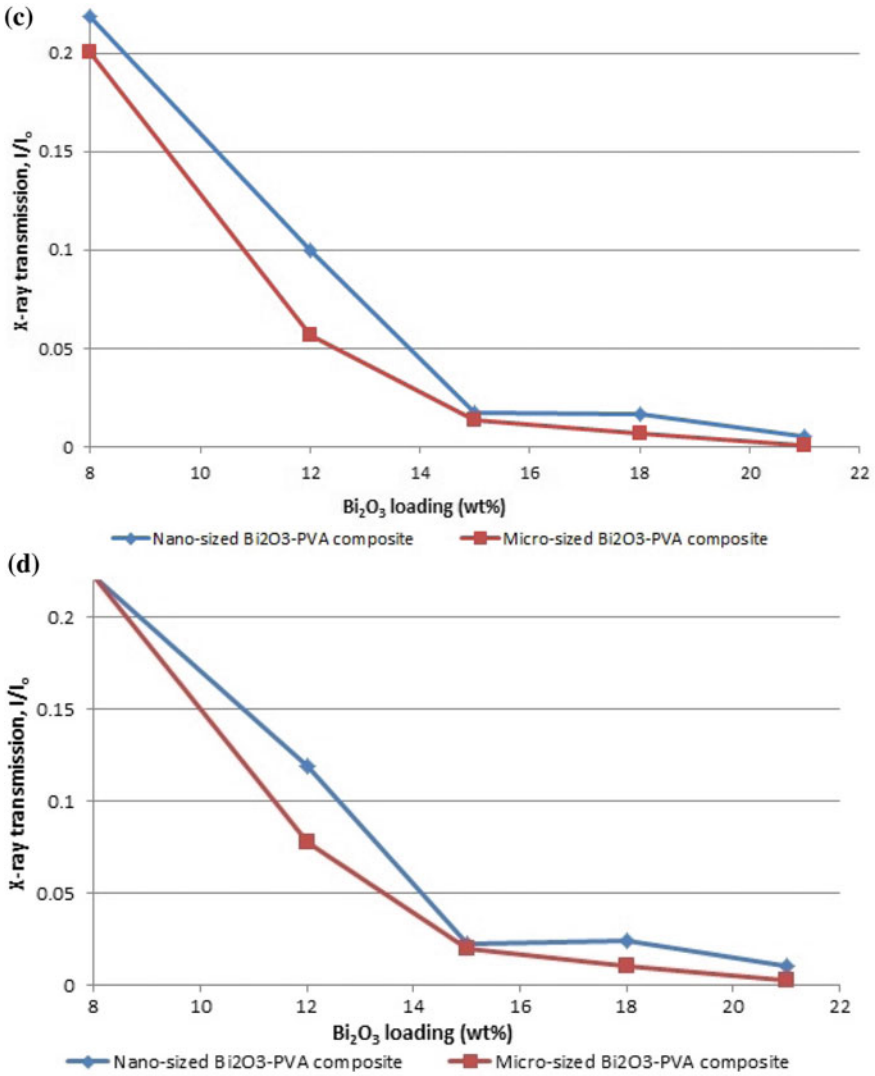 (c)
0.2
0.15
0.1
0.05
0
X-ray transmission, I/Iₒ
8 10 12 14 16 18 20 22
Bi₂O₃ loading (wt%)
Nano-sized Bi2O3-PVA composite Micro-sized Bi2O3-PVA composite
(d)
0.2
0.15
0.1
0.05
0
X-ray transmission, I/Iₒ
8 10 12 14 16 18 20 22
Bi₂O₃ loading (wt%)
Nano-sized Bi2O3-PVA composite Micro-sized Bi2O3-PVA composite